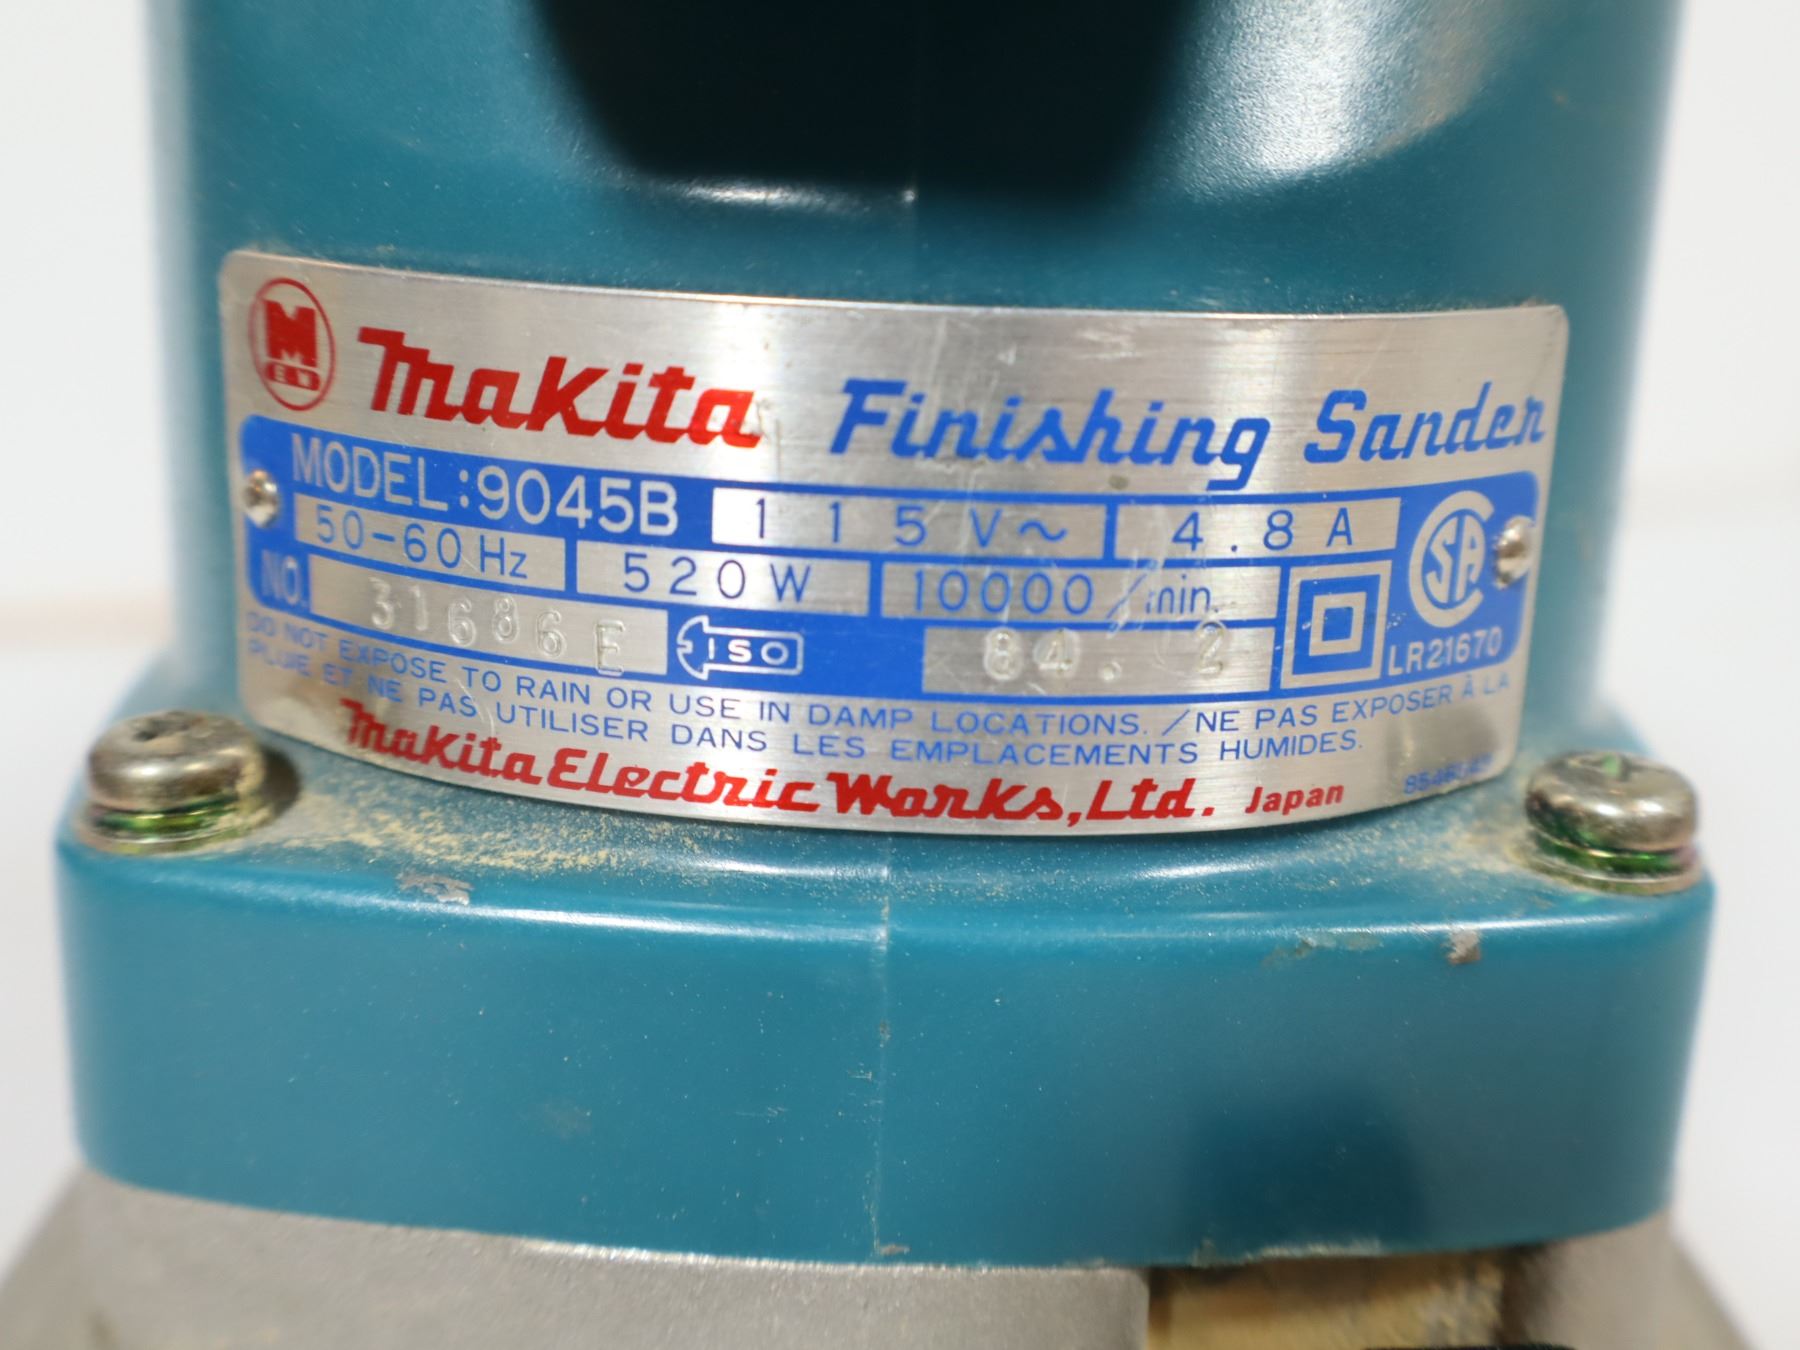 M
makita Finishing Sander
MODEL:9045B 115V~ 4.8A
50-60Hz 520W 10000/min.
NO. 31686E ISO 84. 2
LR21670
DO NOT EXPOSE TO RAIN OR USE IN DAMP LOCATIONS./NE PAS EXPOSER À LA
PLUIE ET NE PAS UTILISER DANS LES EMPLACEMENTS HUMIDES.
Makita Electric Works, Ltd. Japan